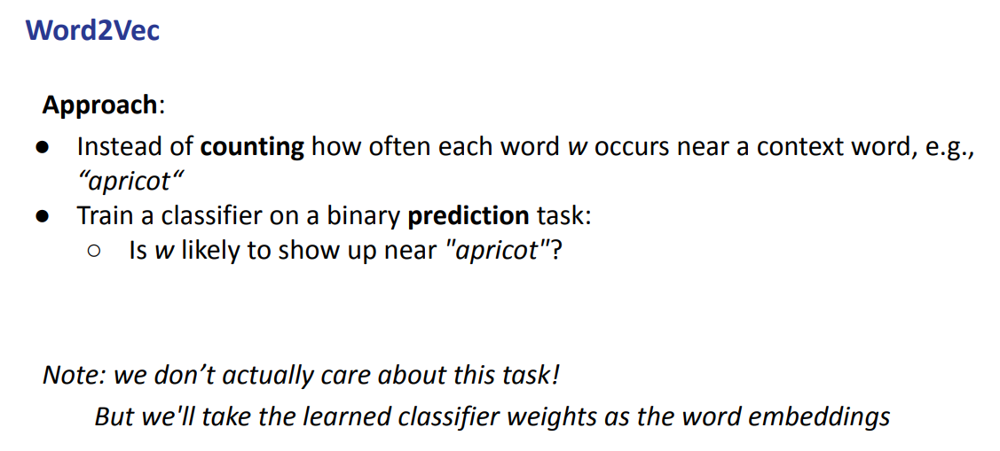 Word2Vec
Approach:
● Instead of counting how often each word w occurs near a context word, e.g.,
“apricot“
● Train a classifier on a binary prediction task:
○ Is w likely to show up near "apricot"?
Note: we don’t actually care about this task!
But we'll take the learned classifier weights as the word embeddings